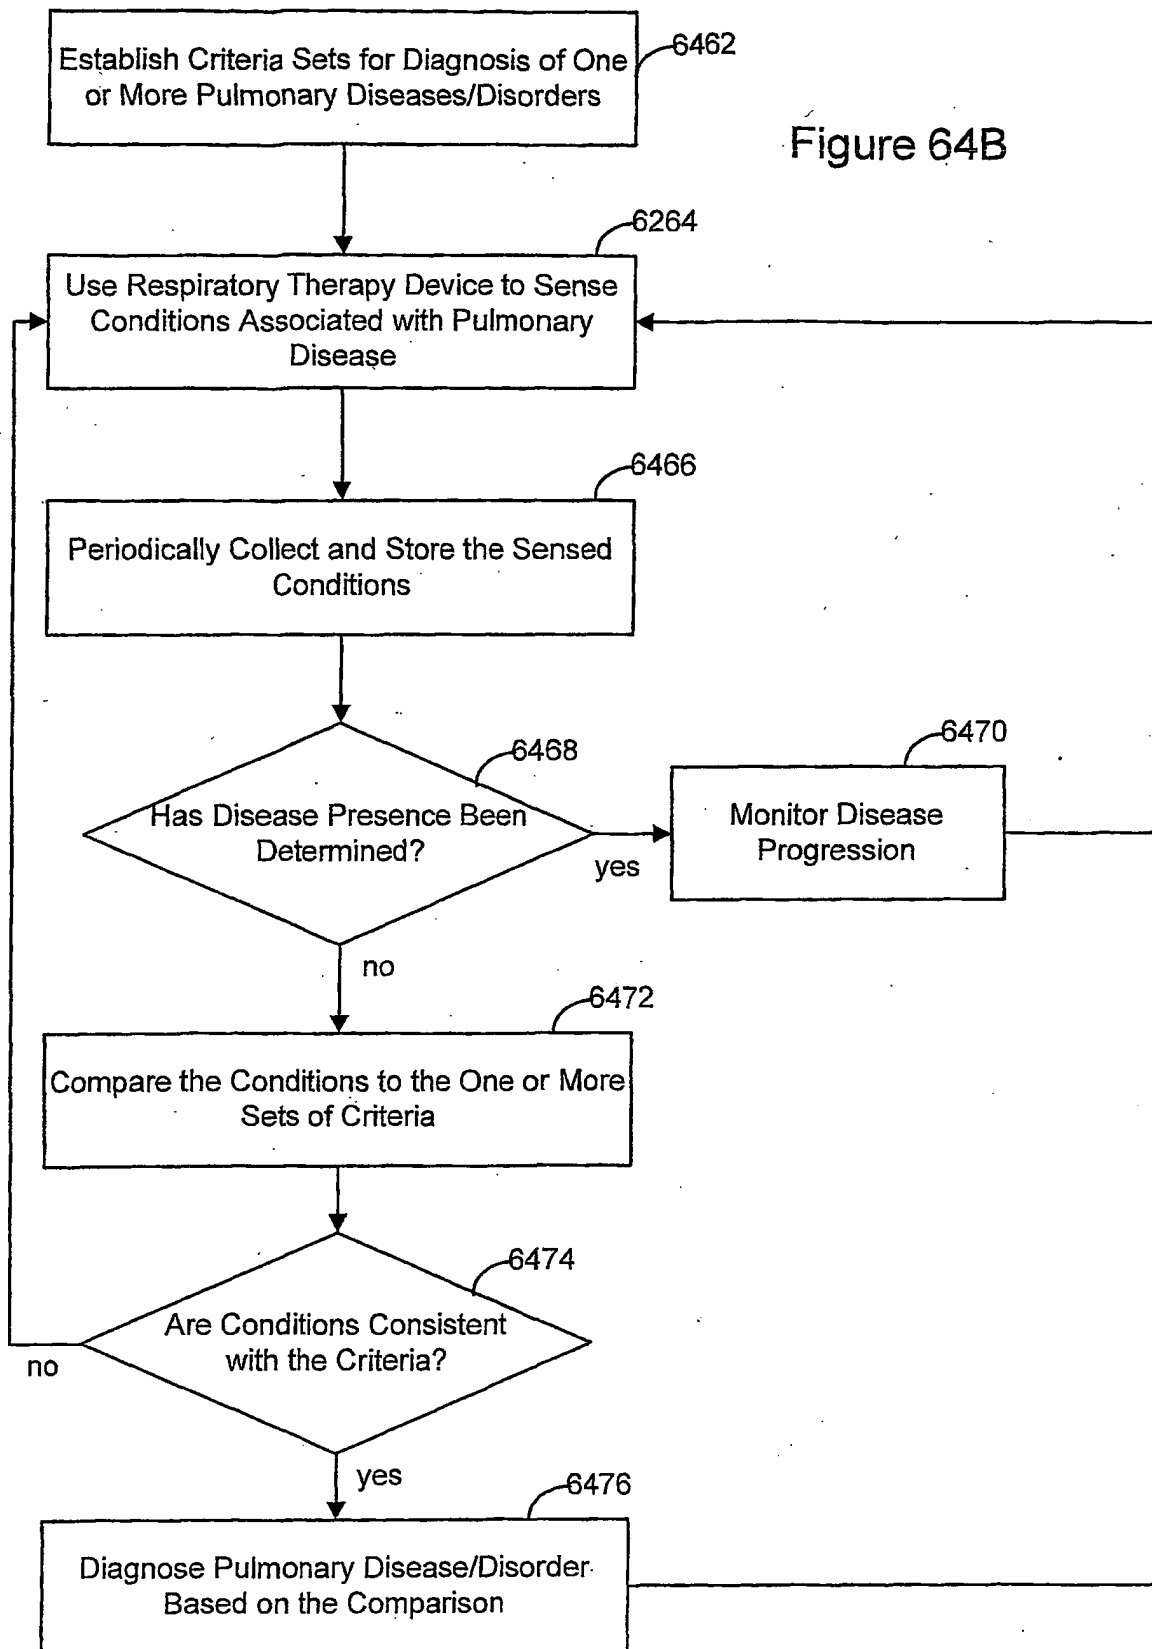 Establish Criteria Sets for Diagnosis of One
or More Pulmonary Diseases/Disorders
6462
Figure 64B
6264
Use Respiratory Therapy Device to Sense
Conditions Associated with Pulmonary
Disease
6466
Periodically Collect and Store the Sensed
Conditions
6468
Has Disease Presence Been
Determined?
yes
6470
Monitor Disease
Progression
no
6472
Compare the Conditions to the One or More
Sets of Criteria
6474
Are Conditions Consistent
with the Criteria?
no
yes
6476
Diagnose Pulmonary Disease/Disorder
Based on the Comparison